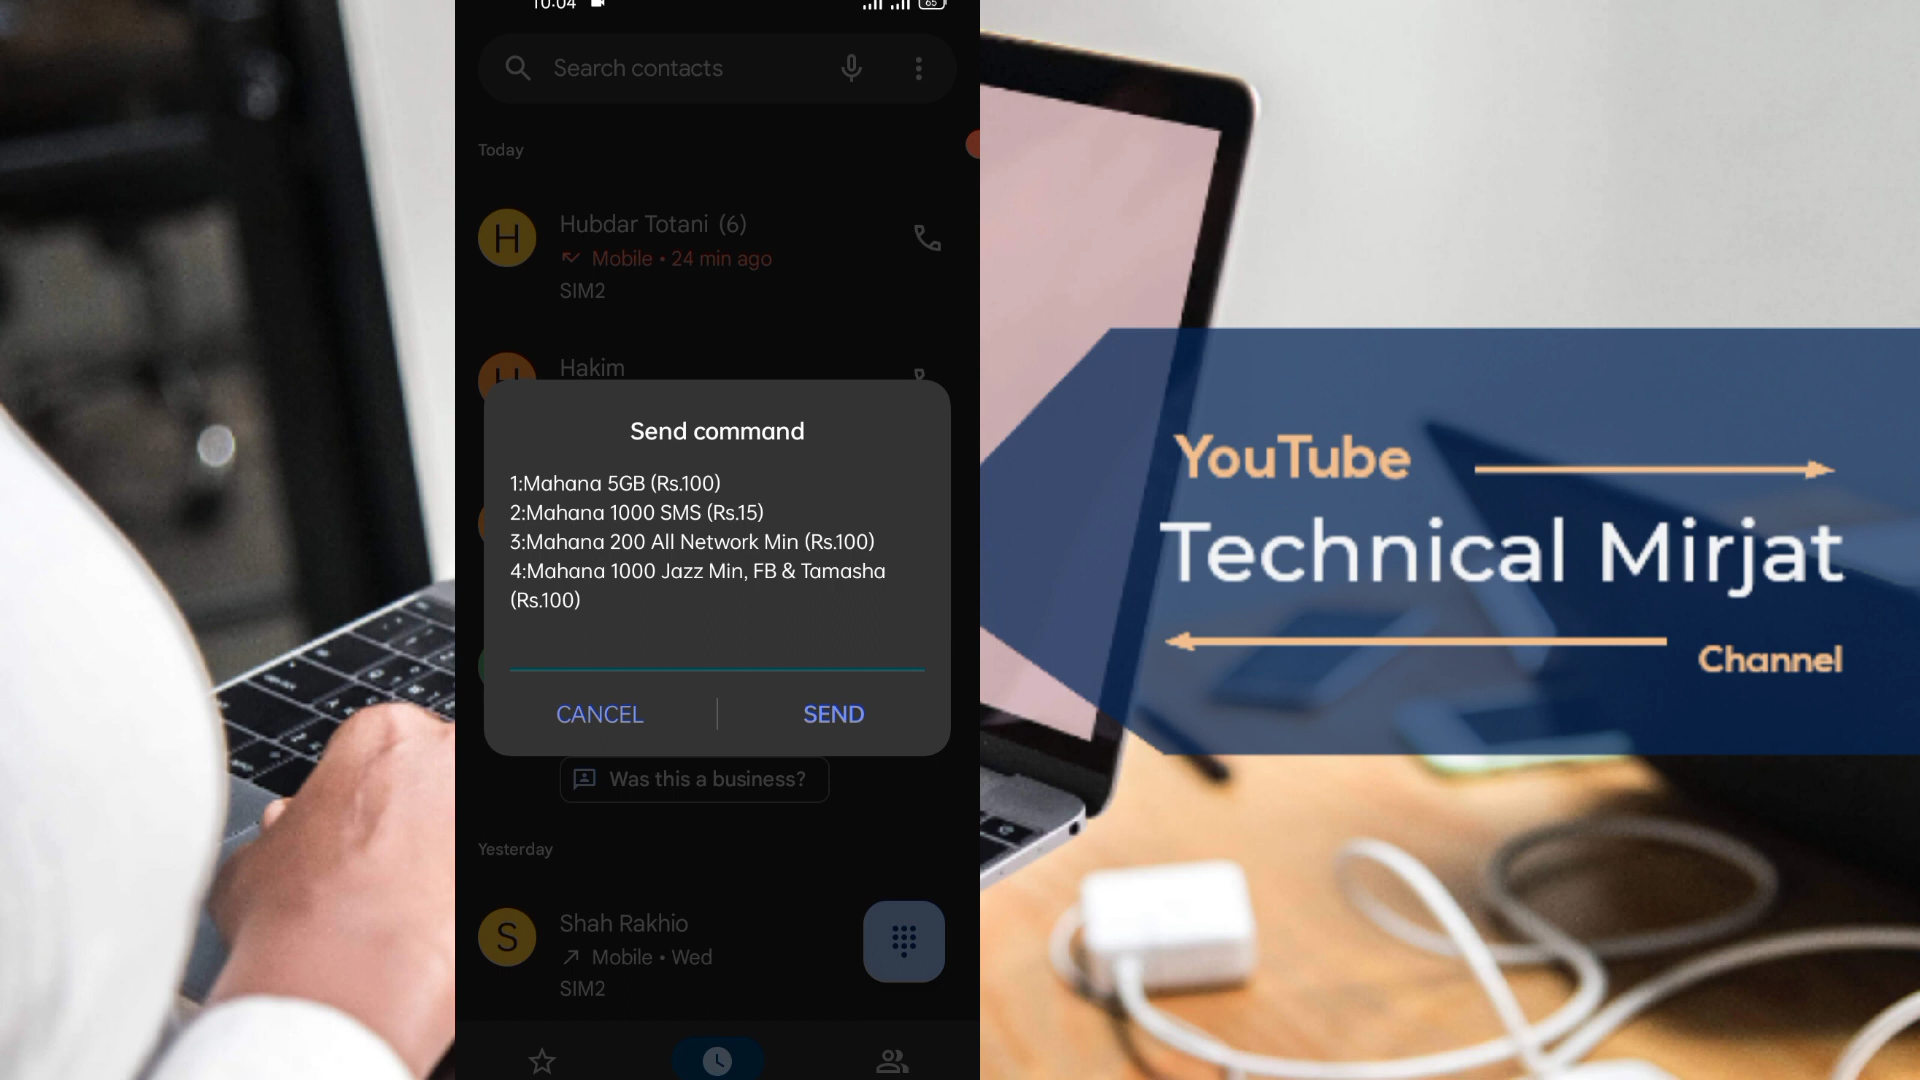 10:04
65
Search contacts
Today
H
Hubdar Totani (6)
Mobile • 24 min ago
SIM2
H
Hakim
Send command
1:Mahana 5GB (Rs.100)
2:Mahana 1000 SMS (Rs.15)
3:Mahana 200 All Network Min (Rs.100)
4:Mahana 1000 Jazz Min, FB & Tamasha
(Rs.100)
CANCEL
SEND
Was this a business?
Yesterday
S
Shah Rakhio
Mobile • Wed
SIM2
YouTube
Technical Mirjat
Channel